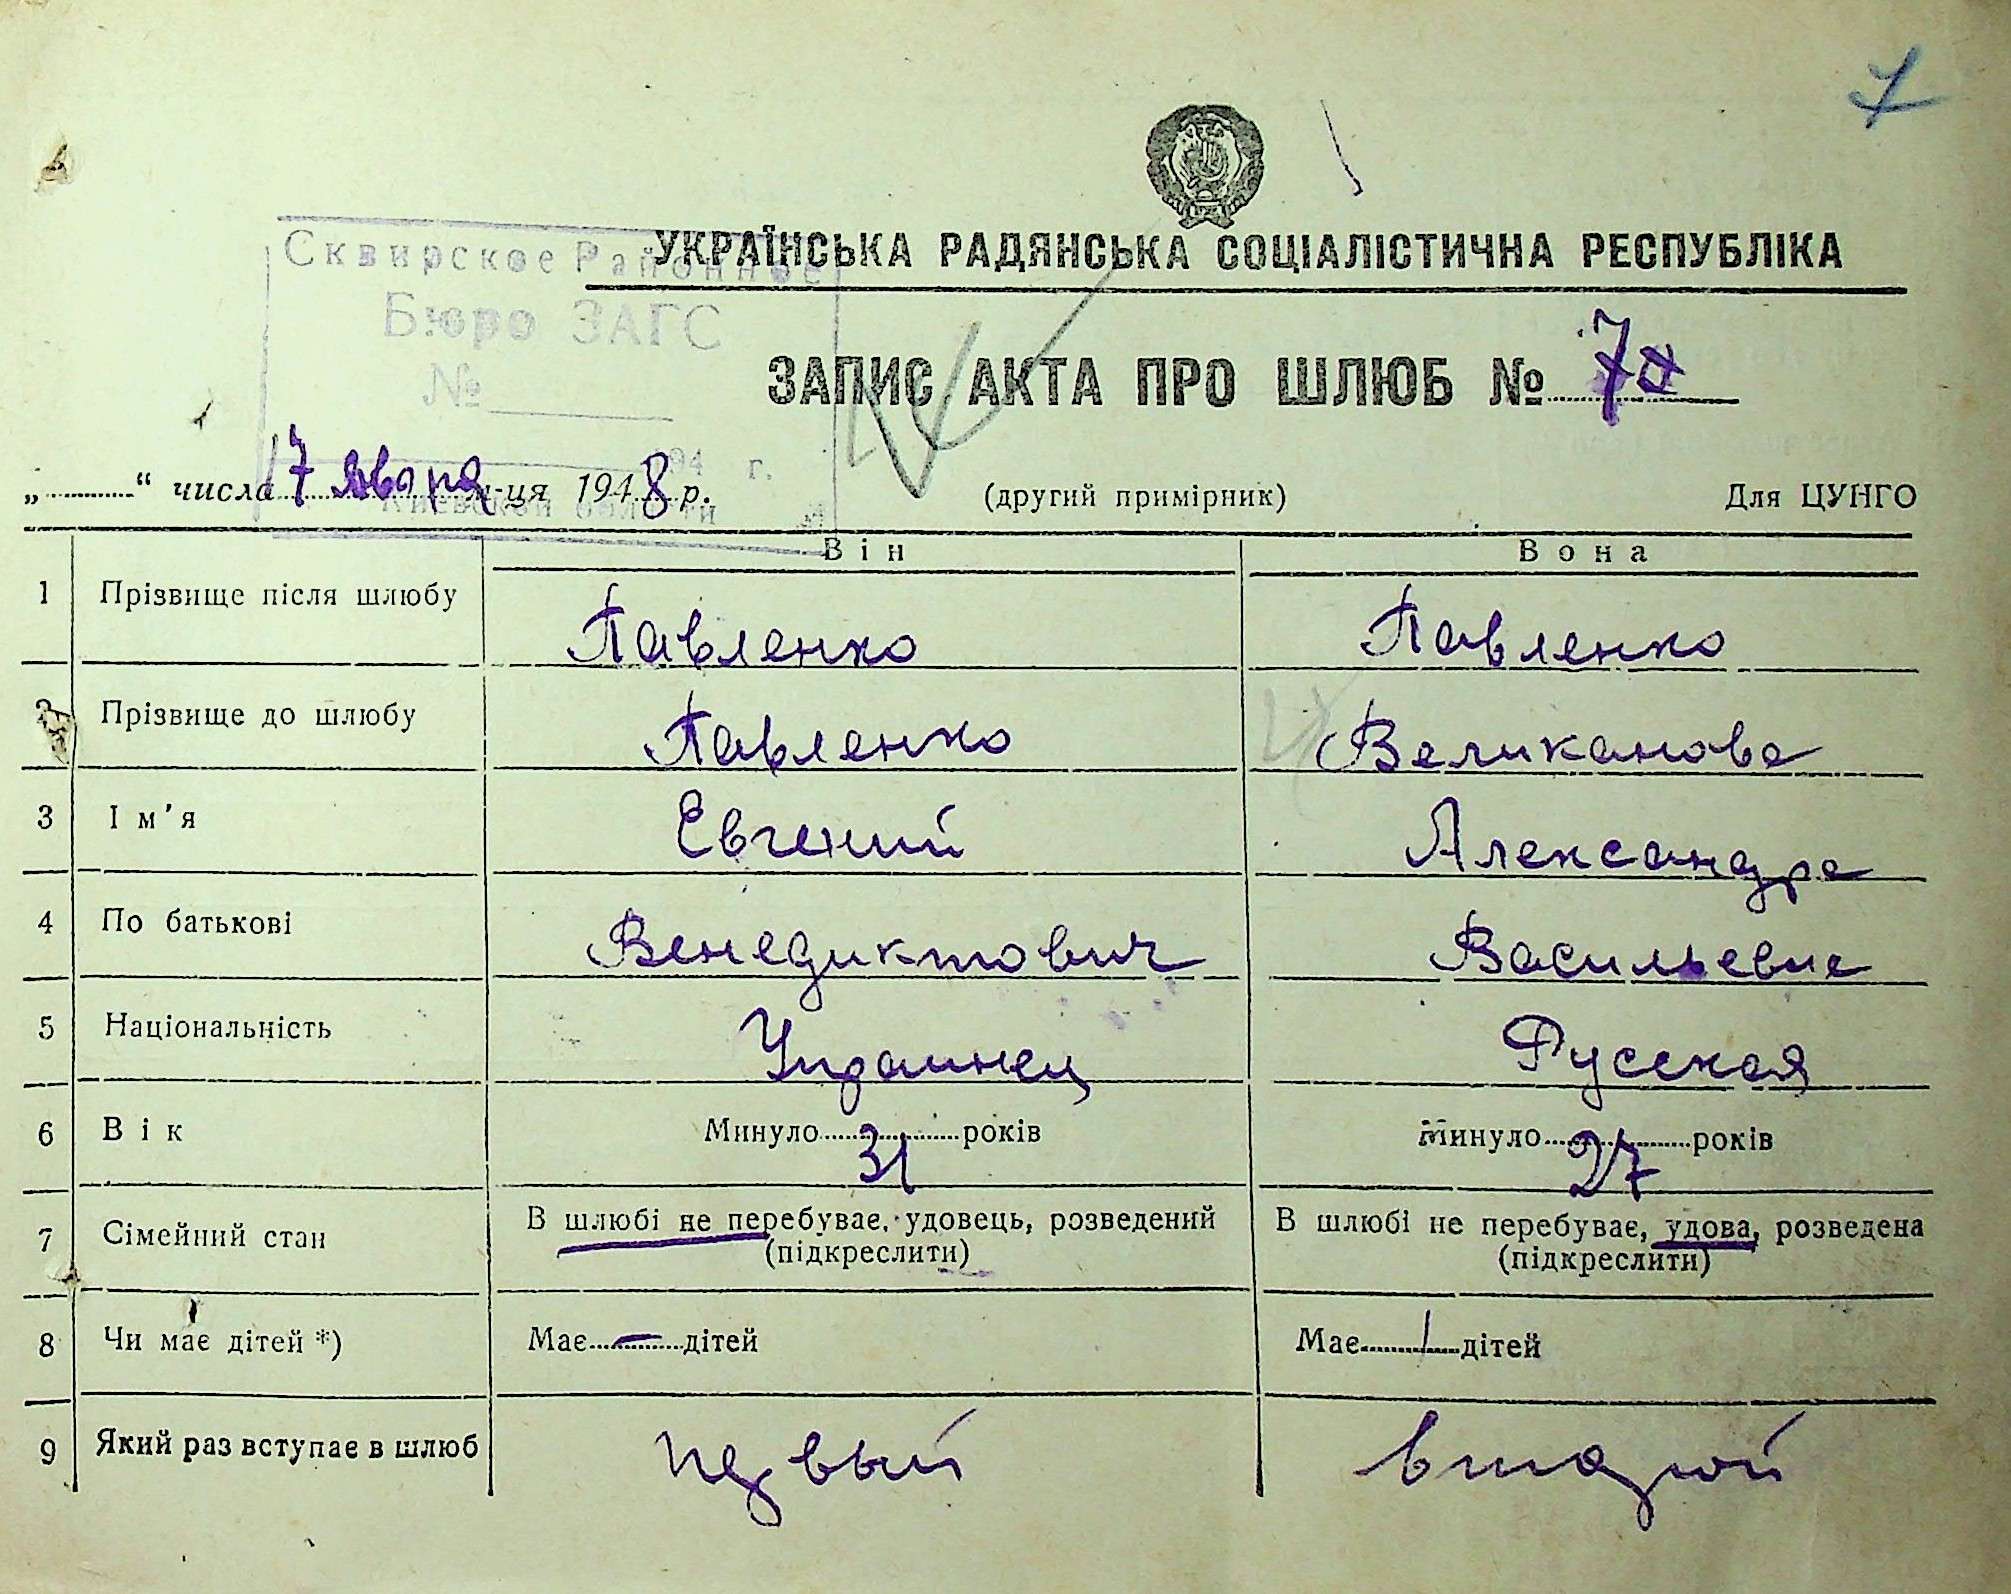 7
УКРАЇНСЬКА РАДЯНСЬКА СОЦІАЛІСТИЧНА РЕСПУБЛІКА
Сквирское Районное
Бюро ЗАГС
№
194 г.
Киевской области
ЗАПИС АКТА ПРО ШЛЮБ № 7
„ “ числа 17 января м-ця 1948 р. (другий примірник) Для ЦУНГО
Він Вона
1 Прізвище після шлюбу Павленко Павленко
2 Прізвище до шлюбу Павленко Великанова
3 Ім'я Евгений Александра
4 По батькові Венедиктович Васильевна
5 Національність Украинец Русская
6 Вік Минуло 31 років Минуло 27 років
7 Сімейний стан В шлюбі не перебуває, удовець, розведений В шлюбі не перебуває, удова, розведена
(підкреслити) (підкреслити)
8 Чи має дітей *) Має — дітей Має 1 дітей
9 Який раз вступає в шлюб первый второй